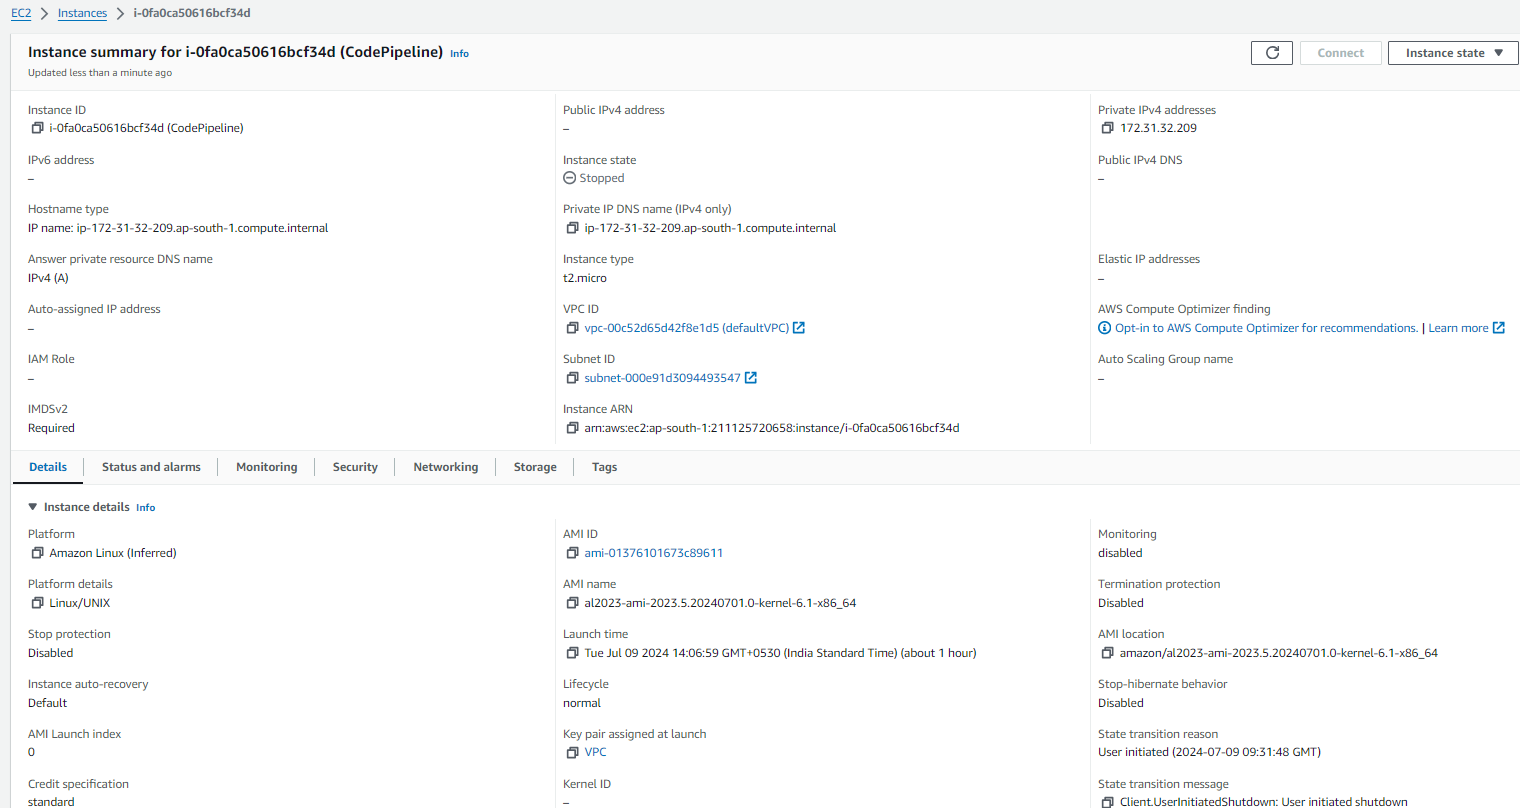 EC2 > Instances > i-0fa0ca50616bcf34d
Instance summary for i-0fa0ca50616bcf34d (CodePipeline) Info
Updated less than a minute ago
Connect
Instance state
Instance ID
i-0fa0ca50616bcf34d (CodePipeline)
Public IPv4 address
–
Private IPv4 addresses
172.31.32.209
IPv6 address
–
Instance state
Stopped
Public IPv4 DNS
–
Hostname type
IP name: ip-172-31-32-209.ap-south-1.compute.internal
Private IP DNS name (IPv4 only)
ip-172-31-32-209.ap-south-1.compute.internal
Answer private resource DNS name
IPv4 (A)
Instance type
t2.micro
Elastic IP addresses
–
Auto-assigned IP address
–
VPC ID
vpc-00c52d65d42f8e1d5 (defaultVPC)
AWS Compute Optimizer finding
Opt-in to AWS Compute Optimizer for recommendations. | Learn more
IAM Role
–
Subnet ID
subnet-000e91d3094493547
Auto Scaling Group name
–
IMDSv2
Required
Instance ARN
arn:aws:ec2:ap-south-1:211125720658:instance/i-0fa0ca50616bcf34d
Details
Status and alarms
Monitoring
Security
Networking
Storage
Tags
Instance details Info
Platform
Amazon Linux (Inferred)
AMI ID
ami-01376101673c89611
Monitoring
disabled
Platform details
Linux/UNIX
AMI name
al2023-ami-2023.5.20240701.0-kernel-6.1-x86_64
Termination protection
Disabled
Stop protection
Disabled
Launch time
Tue Jul 09 2024 14:06:59 GMT+0530 (India Standard Time) (about 1 hour)
AMI location
amazon/al2023-ami-2023.5.20240701.0-kernel-6.1-x86_64
Instance auto-recovery
Default
Lifecycle
normal
Stop-hibernate behavior
Disabled
AMI Launch index
0
Key pair assigned at launch
VPC
State transition reason
User initiated (2024-07-09 09:31:48 GMT)
Credit specification
standard
Kernel ID
–
State transition message
Client.UserInitiatedShutdown: User initiated shutdown